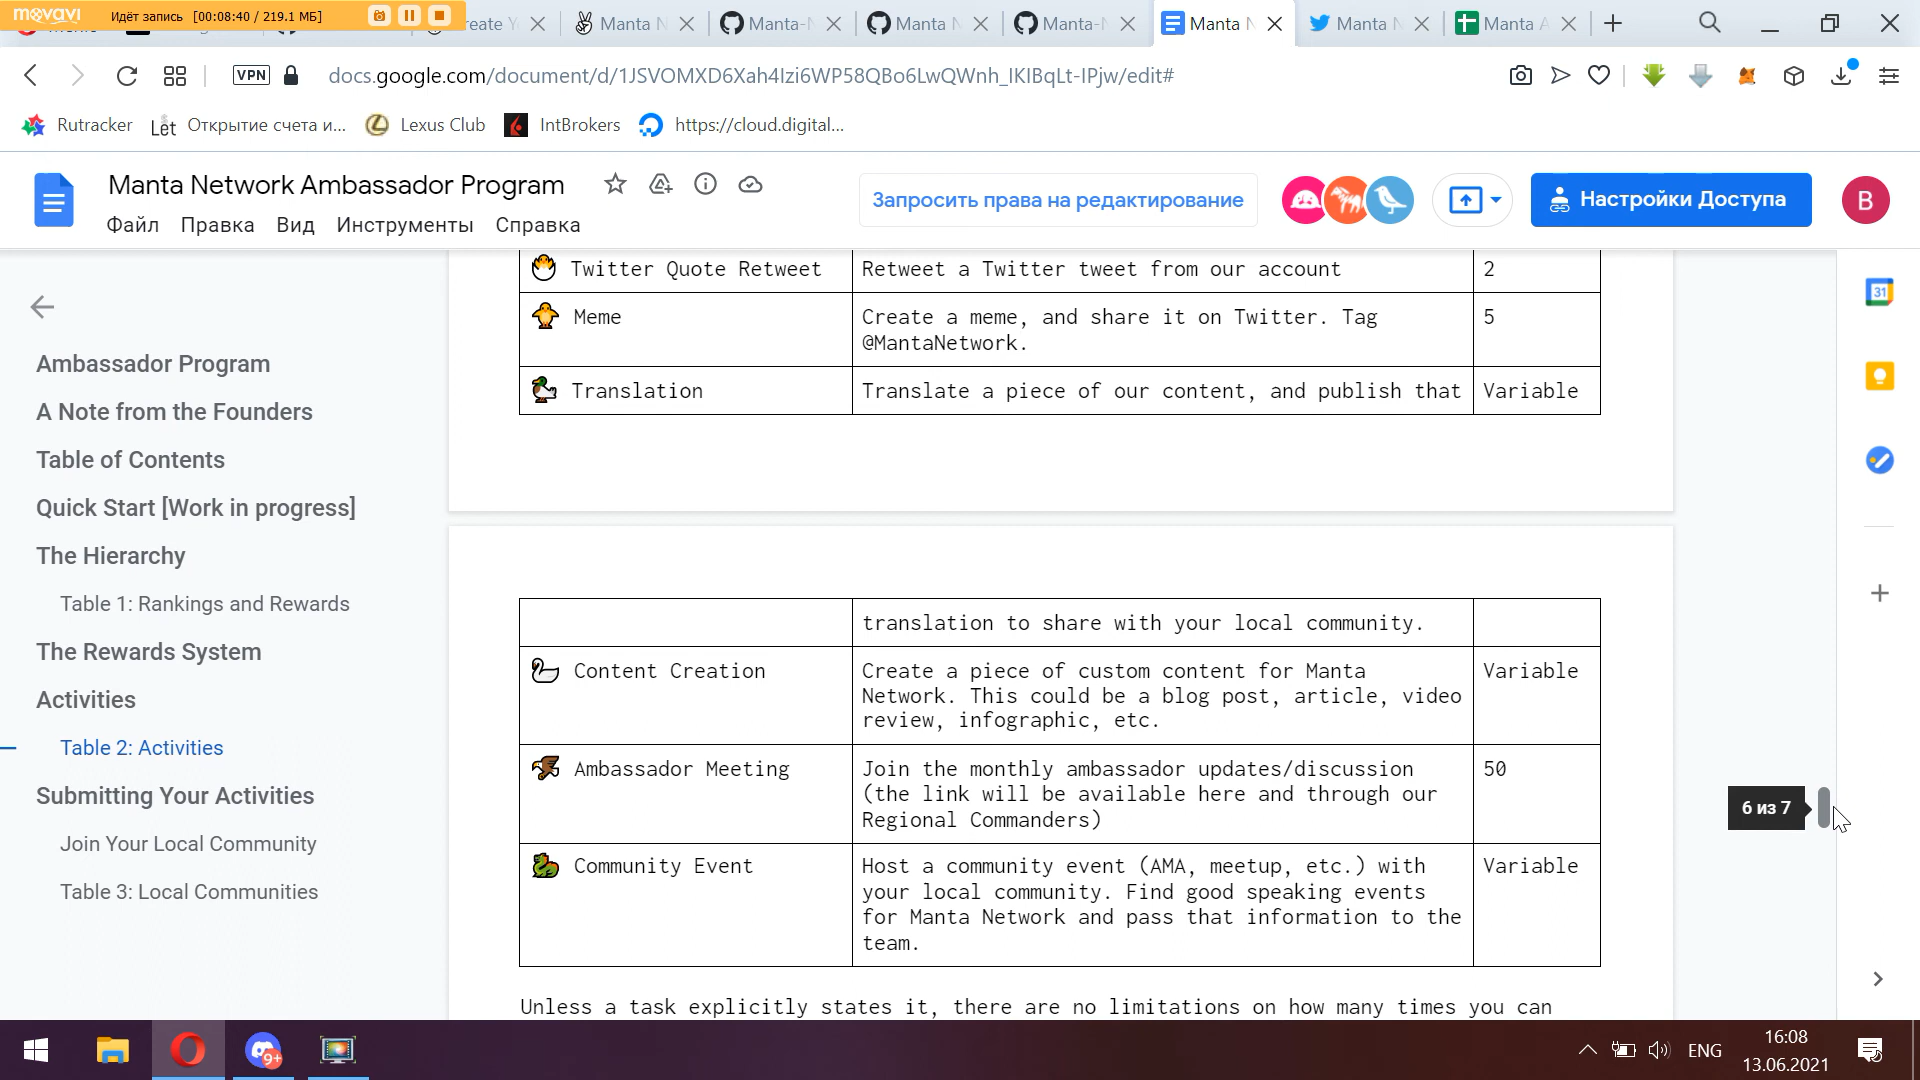 movavi Идёт запись [00:08:40 / 219.1 МБ]
Manta N
Manta-N
Manta N
Manta-N
Manta N
Manta N
Manta A
VPN
docs.google.com/document/d/1JSVOMXD6Xah4Izi6WP58QBo6LwQWnh_IKIBqLt-IPjw/edit#
Rutracker
Let Открытие счета и...
Lexus Club
IntBrokers
https://cloud.digital...
Manta Network Ambassador Program
Файл Правка Вид Инструменты Справка
Запросить права на редактирование
Настройки Доступа
B
Ambassador Program
A Note from the Founders
Table of Contents
Quick Start [Work in progress]
The Hierarchy
Table 1: Rankings and Rewards
The Rewards System
Activities
Table 2: Activities
Submitting Your Activities
Join Your Local Community
Table 3: Local Communities
Twitter Quote Retweet Retweet a Twitter tweet from our account 2
Meme Create a meme, and share it on Twitter. Tag 5
@MantaNetwork.
Translation Translate a piece of our content, and publish that Variable
translation to share with your local community.
Content Creation Create a piece of custom content for Manta Variable
Network. This could be a blog post, article, video
review, infographic, etc.
Ambassador Meeting Join the monthly ambassador updates/discussion 50
(the link will be available here and through our
Regional Commanders)
Community Event Host a community event (AMA, meetup, etc.) with Variable
your local community. Find good speaking events
for Manta Network and pass that information to the
team.
Unless a task explicitly states it, there are no limitations on how many times you can
6 из 7
31
9+
ENG
16:08
13.06.2021